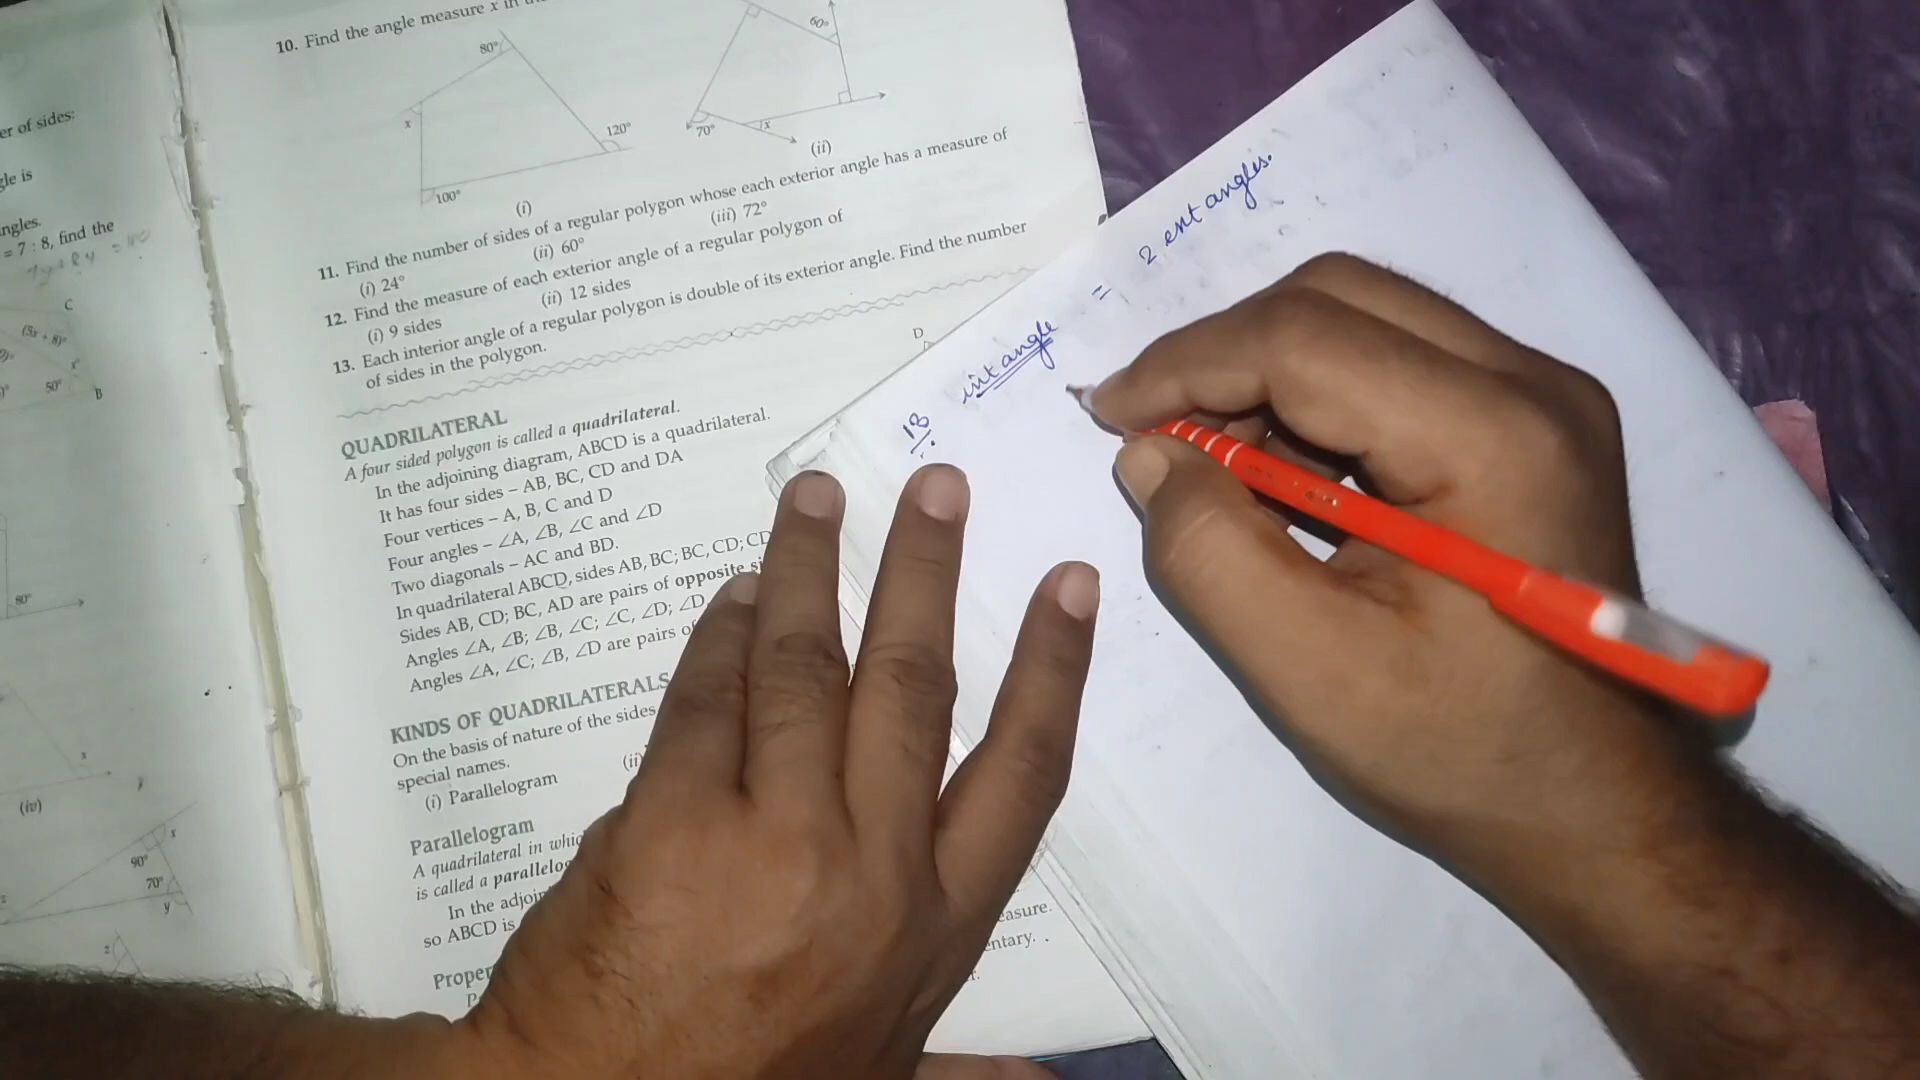 er of sides:
gle is
ngles.
= 7 : 8, find the
C
(5x + 8)°
x°
50°
B
80°
x
y
(iv)
90°
x
70°
y
z
10. Find the angle measure x in
80°
x
120°
100°
(i)
60°
70°
x
(ii)
11. Find the number of sides of a regular polygon whose each exterior angle has a measure of
(i) 24° (ii) 60° (iii) 72°
12. Find the measure of each exterior angle of a regular polygon of
(i) 9 sides (ii) 12 sides
13. Each interior angle of a regular polygon is double of its exterior angle. Find the number
of sides in the polygon.
D
QUADRILATERAL
A four sided polygon is called a quadrilateral.
In the adjoining diagram, ABCD is a quadrilateral.
It has four sides – AB, BC, CD and DA
Four vertices – A, B, C and D
Four angles – ∠A, ∠B, ∠C and ∠D
Two diagonals – AC and BD.
In quadrilateral ABCD, sides AB, BC; BC, CD; CD
Sides AB, CD; BC, AD are pairs of opposite si
Angles ∠A, ∠B; ∠B, ∠C; ∠C, ∠D; ∠D
Angles ∠A, ∠C; ∠B, ∠D are pairs of
KINDS OF QUADRILATERALS
On the basis of nature of the sides
special names.
(i) Parallelogram (ii)
Parallelogram
A quadrilateral in whic
is called a parallelog
In the adjoin
so ABCD is
easure.
entary.
Proper
13 int angle = 2 ext angles.